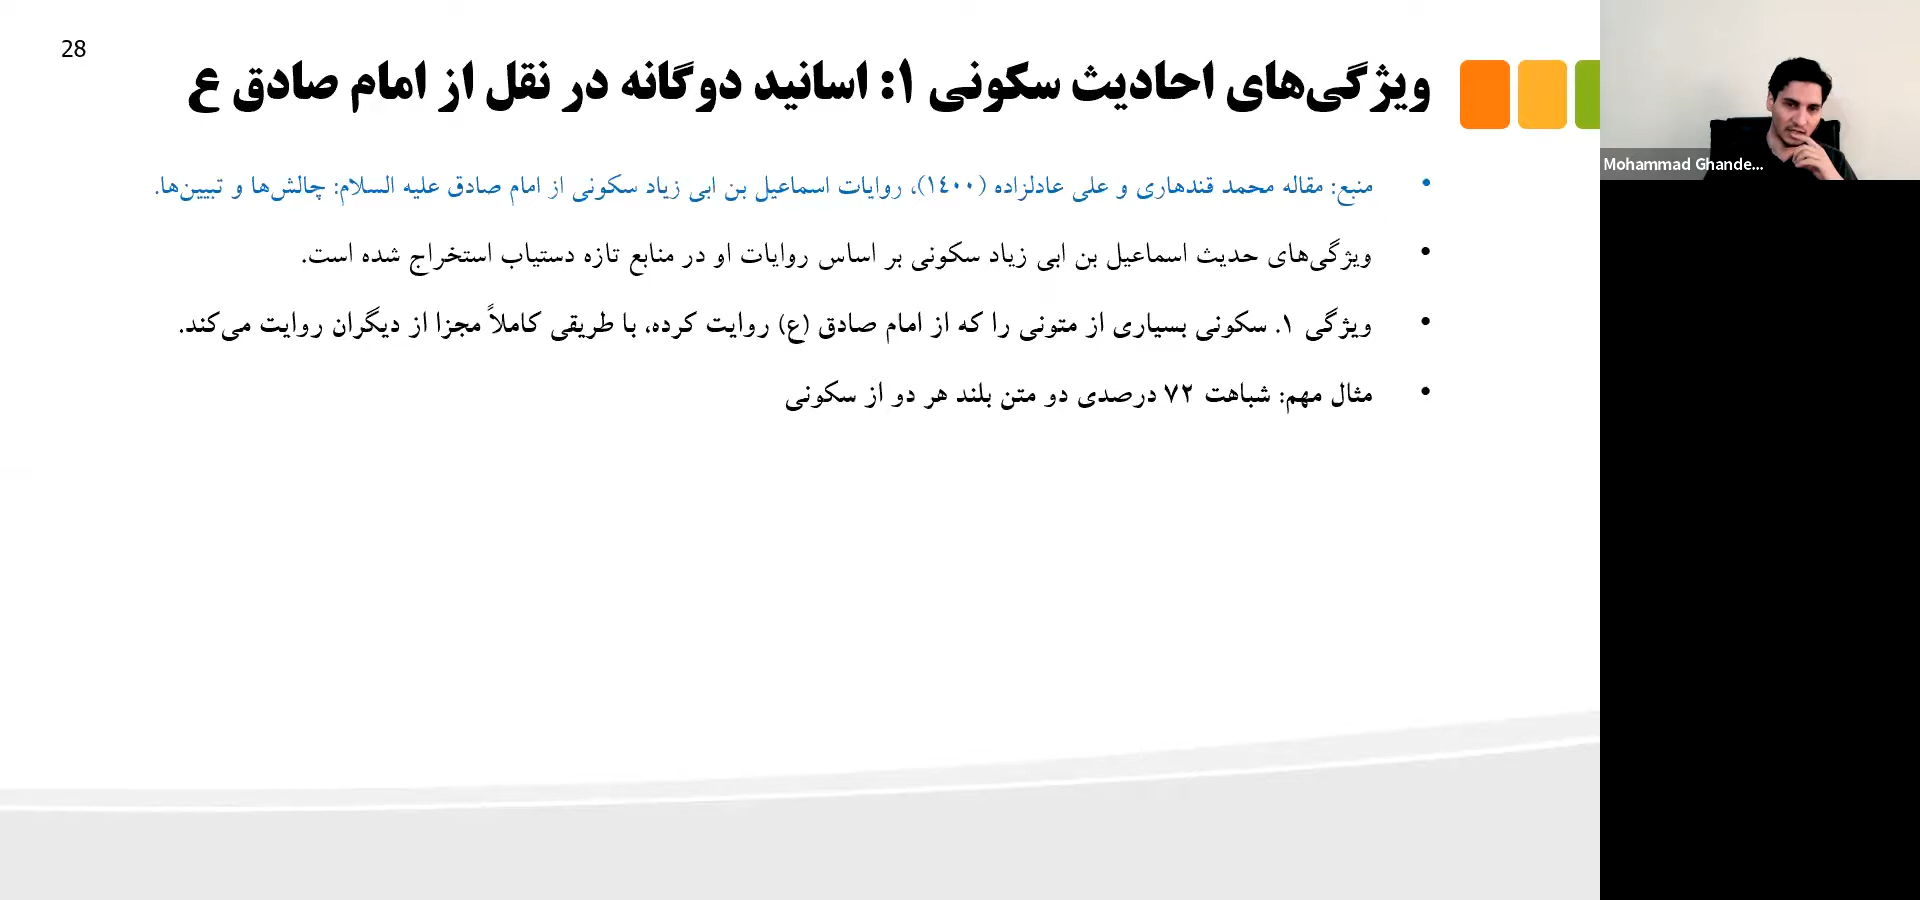 28
ویژگی‌های احادیث سکونی ۱: اسانید دوگانه در نقل از امام صادق ع
• منبع: مقاله محمد قندهاری و علی عادلزاده (۱۴۰۰)، روایات اسماعیل بن ابی زیاد سکونی از امام صادق علیه السلام: چالش‌ها و تبیین‌ها.
• ویژگی‌های حدیث اسماعیل بن ابی زیاد سکونی بر اساس روایات او در منابع تازه دستیاب استخراج شده است.
• ویژگی ۱. سکونی بسیاری از متونی را که از امام صادق (ع) روایت کرده، با طریقی کاملاً مجزا از دیگران روایت می‌کند.
• مثال مهم: شباهت ۷۲ درصدی دو متن بلند هر دو از سکونی
Mohammad Ghande...